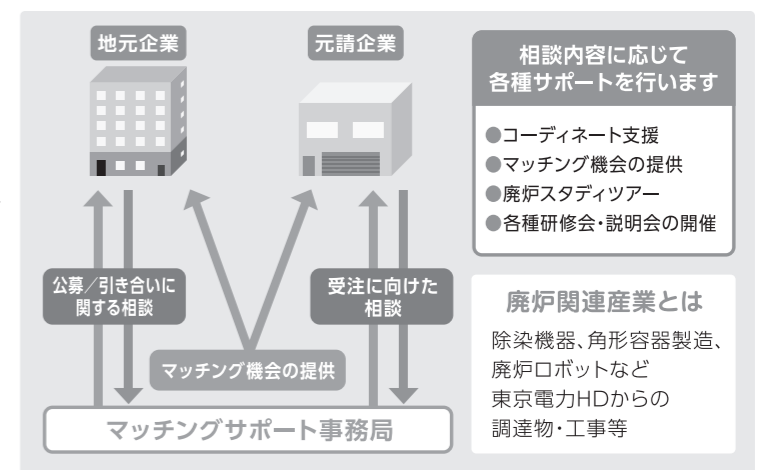 地元企業
元請企業
公募／引き合いに
関する相談
受注に向けた
相談
マッチング機会の提供
マッチングサポート事務局
相談内容に応じて
各種サポートを行います
●コーディネート支援
●マッチング機会の提供
●廃炉スタディツアー
●各種研修会・説明会の開催
廃炉関連産業とは
除染機器、角形容器製造、
廃炉ロボットなど
東京電力HDからの
調達物・工事等